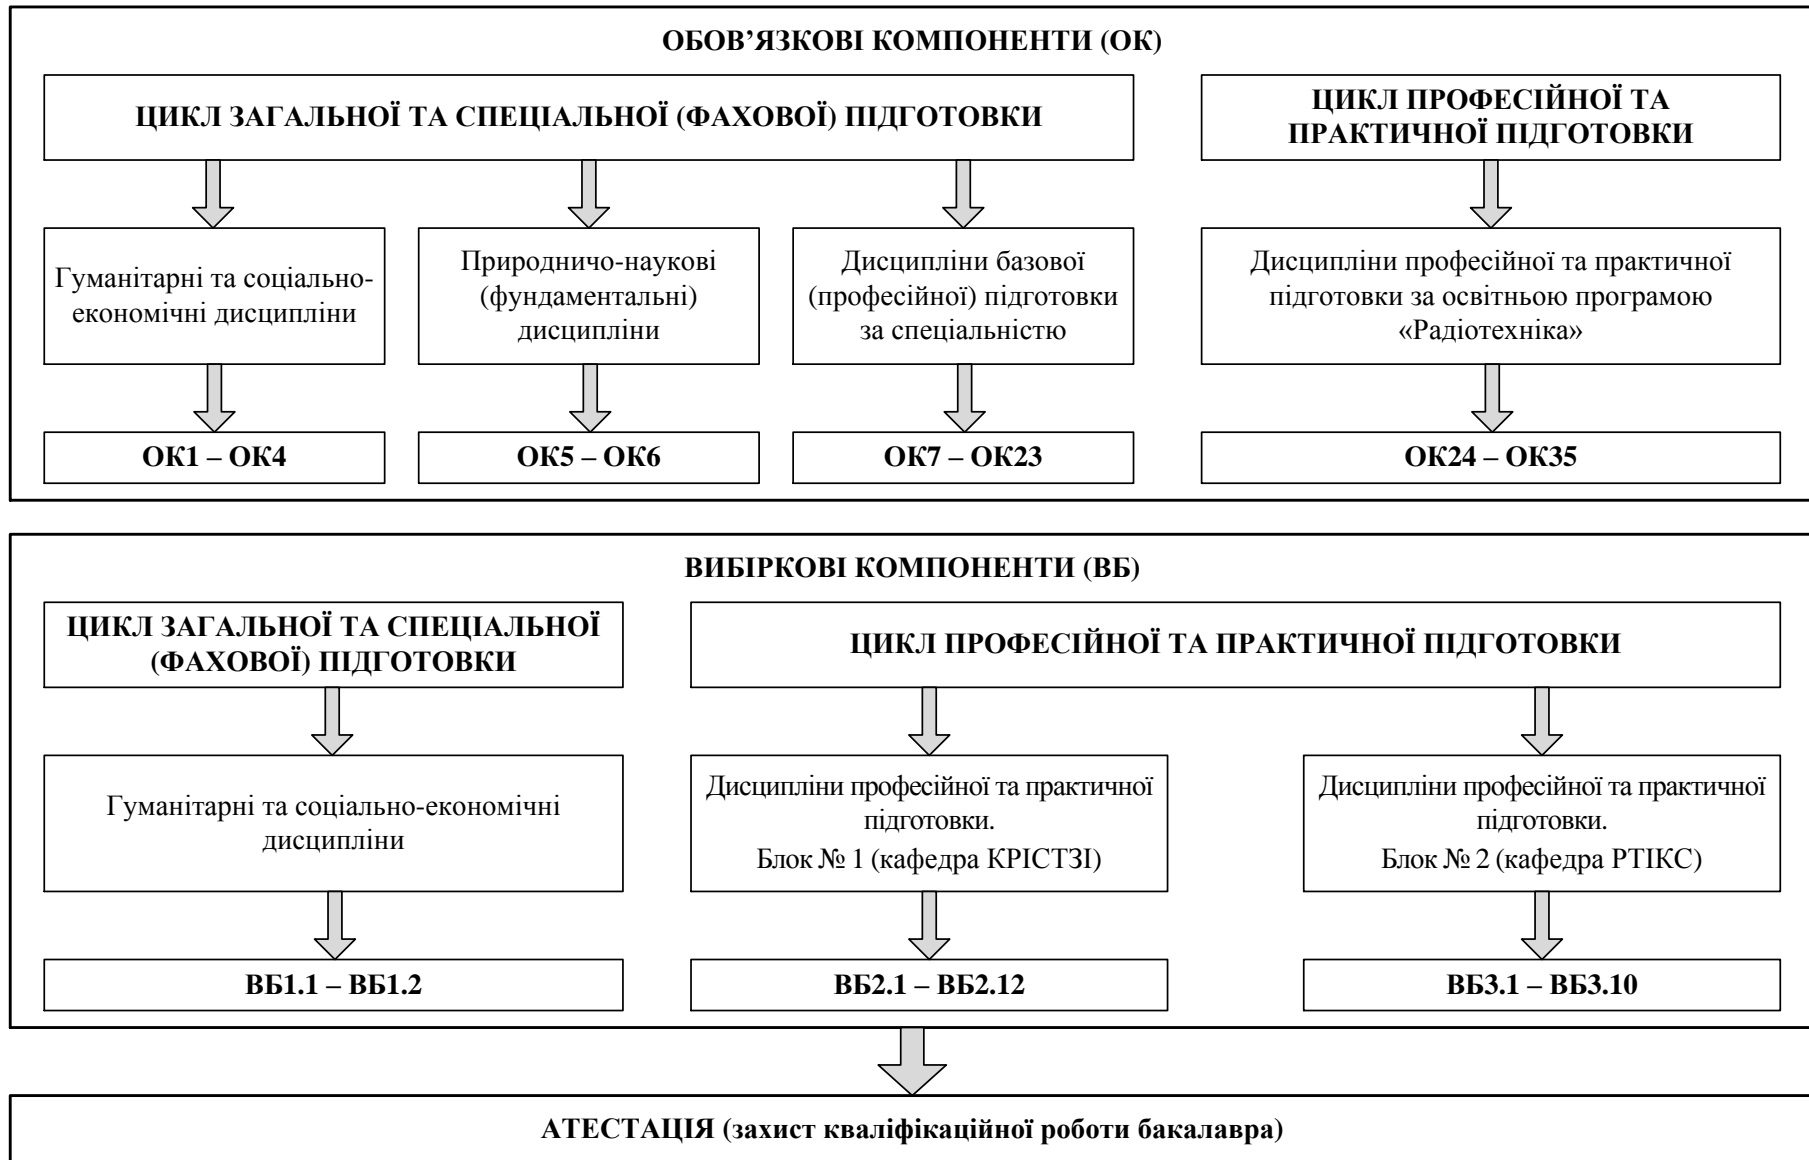 ОБОВ’ЯЗКОВІ КОМПОНЕНТИ (ОК)
ЦИКЛ ЗАГАЛЬНОЇ ТА СПЕЦІАЛЬНОЇ (ФАХОВОЇ) ПІДГОТОВКИ
ЦИКЛ ПРОФЕСІЙНОЇ ТА
ПРАКТИЧНОЇ ПІДГОТОВКИ
Гуманітарні та соціально-
економічні дисципліни
Природничо-наукові
(фундаментальні)
дисципліни
Дисципліни базової
(професійної) підготовки
за спеціальністю
Дисципліни професійної та практичної
підготовки за освітньою програмою
«Радіотехніка»
ОК1 – ОК4
ОК5 – ОК6
ОК7 – ОК23
ОК24 – ОК35
ВИБІРКОВІ КОМПОНЕНТИ (ВБ)
ЦИКЛ ЗАГАЛЬНОЇ ТА СПЕЦІАЛЬНОЇ
(ФАХОВОЇ) ПІДГОТОВКИ
ЦИКЛ ПРОФЕСІЙНОЇ ТА ПРАКТИЧНОЇ ПІДГОТОВКИ
Гуманітарні та соціально-економічні
дисципліни
Дисципліни професійної та практичної
підготовки.
Блок № 1 (кафедра КРІСТЗІ)
Дисципліни професійної та практичної
підготовки.
Блок № 2 (кафедра РТІКС)
ВБ1.1 – ВБ1.2
ВБ2.1 – ВБ2.12
ВБ3.1 – ВБ3.10
АТЕСТАЦІЯ (захист кваліфікаційної роботи бакалавра)